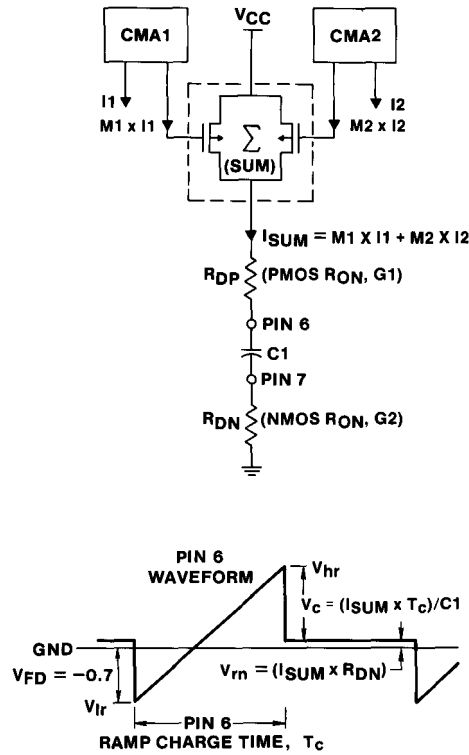 CMA1
VCC
CMA2
I1
I2
M1 x I1
M2 x I2
Σ
(SUM)
ISUM = M1 X I1 + M2 X I2
RDP (PMOS RON, G1)
PIN 6
C1
PIN 7
RDN (NMOS RON, G2)
PIN 6
WAVEFORM
Vhr
Vc = (ISUM x Tc)/C1
GND
VFD = -0.7
Vrn = (ISUM x RDN)
Vlr
PIN 6
RAMP CHARGE TIME, Tc